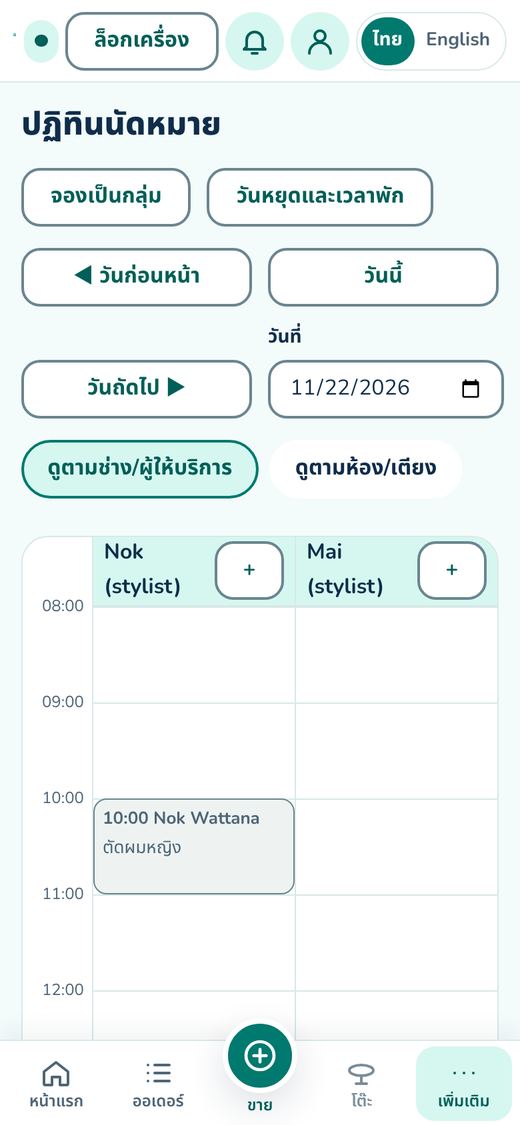 ล็อกเครื่อง
ไทย English
ปฏิทินนัดหมาย
จองเป็นกลุ่ม วันหยุดและเวลาพัก
◀ วันก่อนหน้า วันนี้
วันที่
วันถัดไป ▶ 11/22/2026
ดูตามช่าง/ผู้ให้บริการ ดูตามห้อง/เตียง
Nok (stylist) +
Mai (stylist) +
08:00
09:00
10:00
10:00 Nok Wattana
ตัดผมหญิง
11:00
12:00
หน้าแรก ออเดอร์ ขาย โต๊ะ เพิ่มเติม